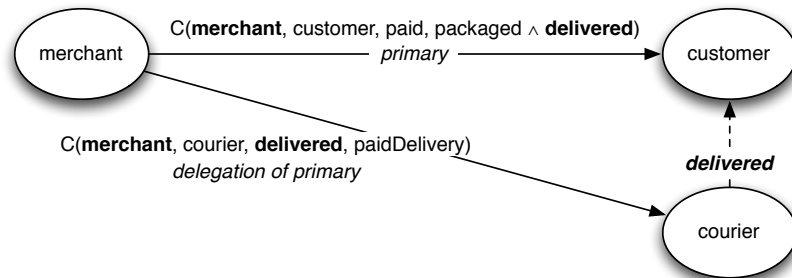 C(merchant, customer, paid, packaged ∧ delivered)
merchant
primary
customer
C(merchant, courier, delivered, paidDelivery)
delegation of primary
delivered
courier